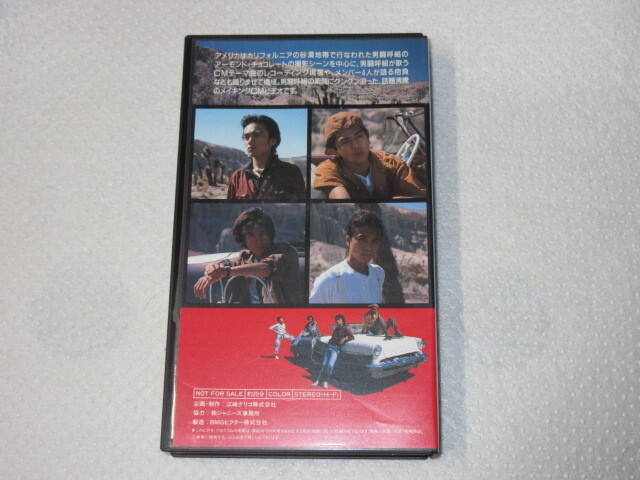 アメリカはカリフォルニアの砂漠地帯で行なわれた男闘呼組の
アーモンド・チョコレートの撮影シーンを中心に、男闘呼組が歌う
CMテーマ曲のレコーディング現場や、メンバー4人が語る抱負
なども織りまぜて構成。男闘呼組の素顔にグングン迫った、話題沸騰
のメイキングCMビデオです。
NOT FOR SALE 約20分 COLOR STEREO-Hi-Fi
企画・制作:江崎グリコ株式会社
協力:㈱ジャニーズ事務所
製造:BMGビクター株式会社